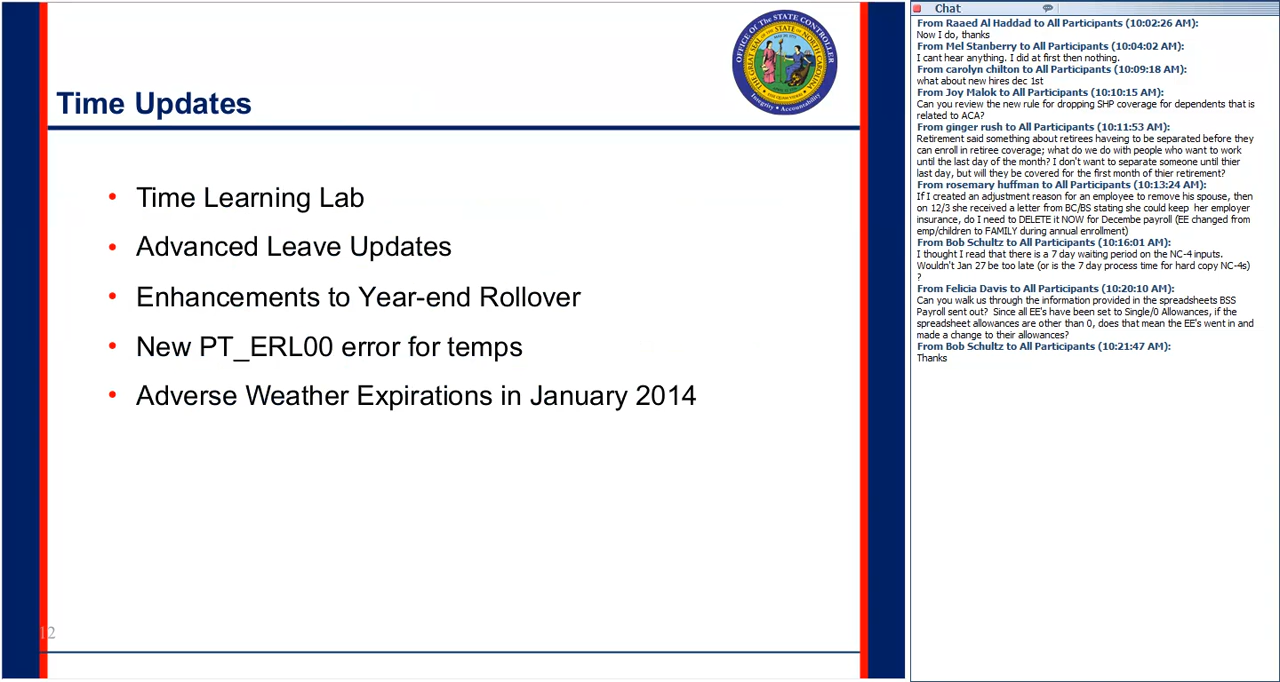 Time Updates
OFFICE OF THE STATE CONTROLLER
THE GREAT SEAL OF THE STATE OF NORTH CAROLINA
Integrity • Accountability
• Time Learning Lab
• Advanced Leave Updates
• Enhancements to Year-end Rollover
• New PT_ERL00 error for temps
• Adverse Weather Expirations in January 2014
12
Chat
From Raaed Al Haddad to All Participants (10:02:26 AM):
Now I do, thanks
From Mel Stanberry to All Participants (10:04:02 AM):
I cant hear anything. I did at first then nothing.
From carolyn chilton to All Participants (10:09:18 AM):
what about new hires dec 1st
From Joy Malok to All Participants (10:10:15 AM):
Can you review the new rule for dropping SHP coverage for dependents that is
related to ACA?
From ginger rush to All Participants (10:11:53 AM):
Retirement said something about retirees haveing to be separated before they
can enroll in retiree coverage; what do we do with people who want to work
until the last day of the month? I don't want to separate someone until thier
last day, but will they be covered for the first month of thier retirement?
From rosemary huffman to All Participants (10:13:24 AM):
If I created an adjustment reason for an employee to remove his spouse, then
on 12/3 she received a letter from BC/BS stating she could keep her employer
insurance, do I need to DELETE it NOW for Decembe payroll (EE changed from
emp/children to FAMILY during annual enrollment)
From Bob Schultz to All Participants (10:16:01 AM):
I thought I read that there is a 7 day waiting period on the NC-4 inputs.
Wouldn't Jan 27 be too late (or is the 7 day process time for hard copy NC-4s)
?
From Felicia Davis to All Participants (10:20:10 AM):
Can you walk us through the information provided in the spreadsheets BSS
Payroll sent out? Since all EE's have been set to Single/0 Allowances, if the
spreadsheet allowances are other than 0, does that mean the EE's went in and
made a change to their allowances?
From Bob Schultz to All Participants (10:21:47 AM):
Thanks